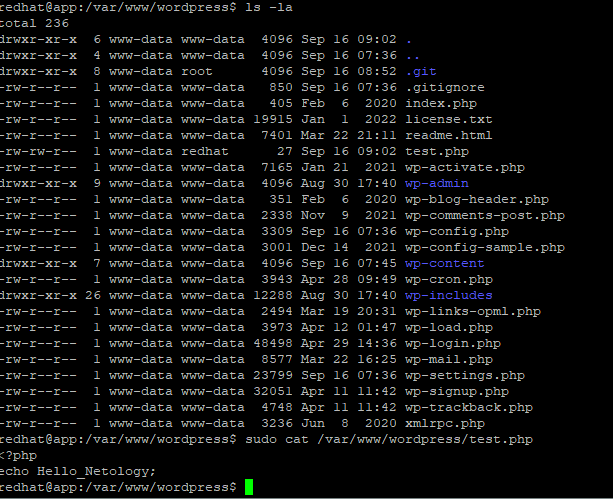 redhat@app:/var/www/wordpress$ ls -la
total 236
drwxr-xr-x 6 www-data www-data 4096 Sep 16 09:02 .
drwxr-xr-x 4 www-data www-data 4096 Sep 16 07:36 ..
drwxr-xr-x 8 www-data root 4096 Sep 16 08:52 .git
-rw-r--r-- 1 www-data www-data 850 Sep 16 07:36 .gitignore
-rw-r--r-- 1 www-data www-data 405 Feb 6 2020 index.php
-rw-r--r-- 1 www-data www-data 19915 Jan 1 2022 license.txt
-rw-r--r-- 1 www-data www-data 7401 Mar 22 21:11 readme.html
-rw-rw-r-- 1 www-data redhat 27 Sep 16 09:02 test.php
-rw-r--r-- 1 www-data www-data 7165 Jan 21 2021 wp-activate.php
drwxr-xr-x 9 www-data www-data 4096 Aug 30 17:40 wp-admin
-rw-r--r-- 1 www-data www-data 351 Feb 6 2020 wp-blog-header.php
-rw-r--r-- 1 www-data www-data 2338 Nov 9 2021 wp-comments-post.php
-rw-r--r-- 1 www-data www-data 3309 Sep 16 07:36 wp-config.php
-rw-r--r-- 1 www-data www-data 3001 Dec 14 2021 wp-config-sample.php
drwxr-xr-x 7 www-data www-data 4096 Sep 16 07:45 wp-content
-rw-r--r-- 1 www-data www-data 3943 Apr 28 09:49 wp-cron.php
drwxr-xr-x 26 www-data www-data 12288 Aug 30 17:40 wp-includes
-rw-r--r-- 1 www-data www-data 2494 Mar 19 20:31 wp-links-opml.php
-rw-r--r-- 1 www-data www-data 3973 Apr 12 01:47 wp-load.php
-rw-r--r-- 1 www-data www-data 48498 Apr 29 14:36 wp-login.php
-rw-r--r-- 1 www-data www-data 8577 Mar 22 16:25 wp-mail.php
-rw-r--r-- 1 www-data www-data 23799 Sep 16 07:36 wp-settings.php
-rw-r--r-- 1 www-data www-data 32051 Apr 11 11:42 wp-signup.php
-rw-r--r-- 1 www-data www-data 4748 Apr 11 11:42 wp-trackback.php
-rw-r--r-- 1 www-data www-data 3236 Jun 8 2020 xmlrpc.php
redhat@app:/var/www/wordpress$ sudo cat /var/www/wordpress/test.php
<?php
echo Hello_Netology;
redhat@app:/var/www/wordpress$